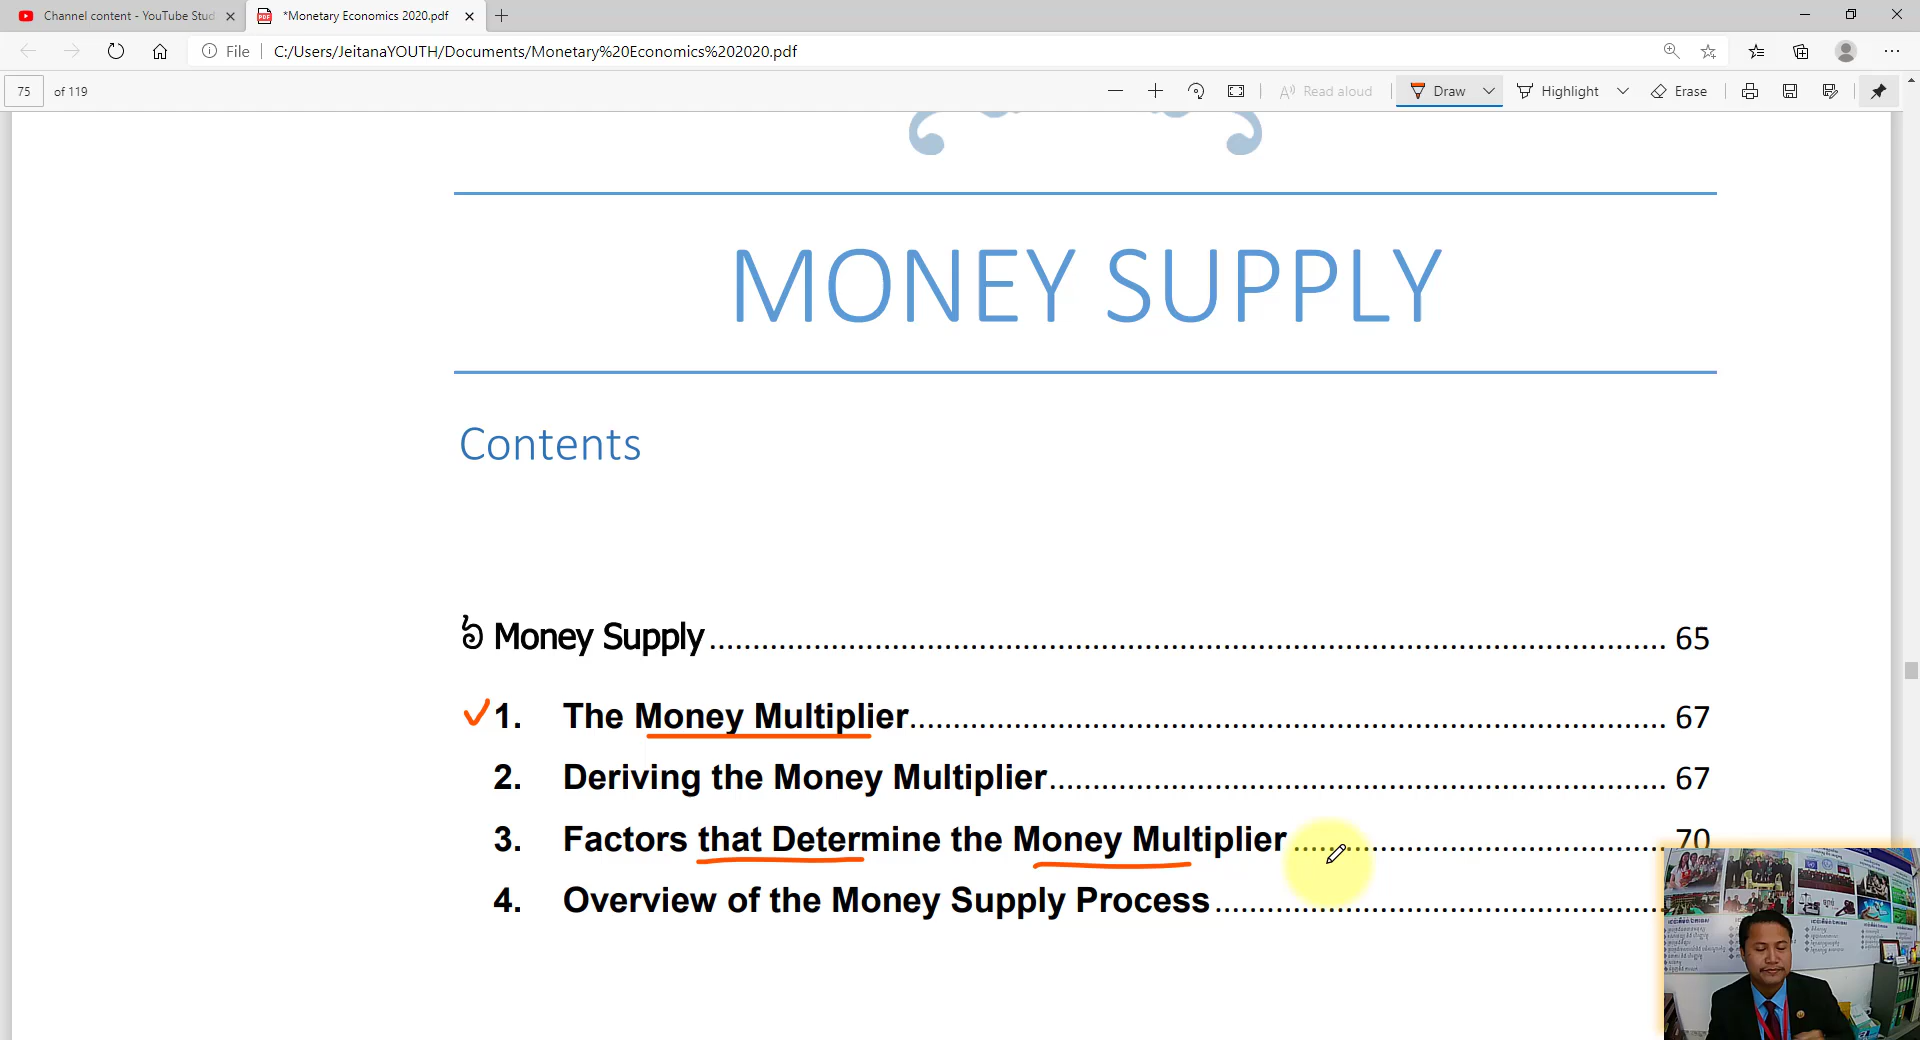 Channel content - YouTube Stud
*Monetary Economics 2020.pdf
File
C:/Users/JeitanaYOUTH/Documents/Monetary%20Economics%202020.pdf
75 of 119
Read aloud
Draw
Highlight
Erase
MONEY SUPPLY
Contents
៦ Money Supply........................................................ 65
1. The Money Multiplier........................................................ 67
2. Deriving the Money Multiplier........................................................ 67
3. Factors that Determine the Money Multiplier........................................................ 70
4. Overview of the Money Supply Process........................................................